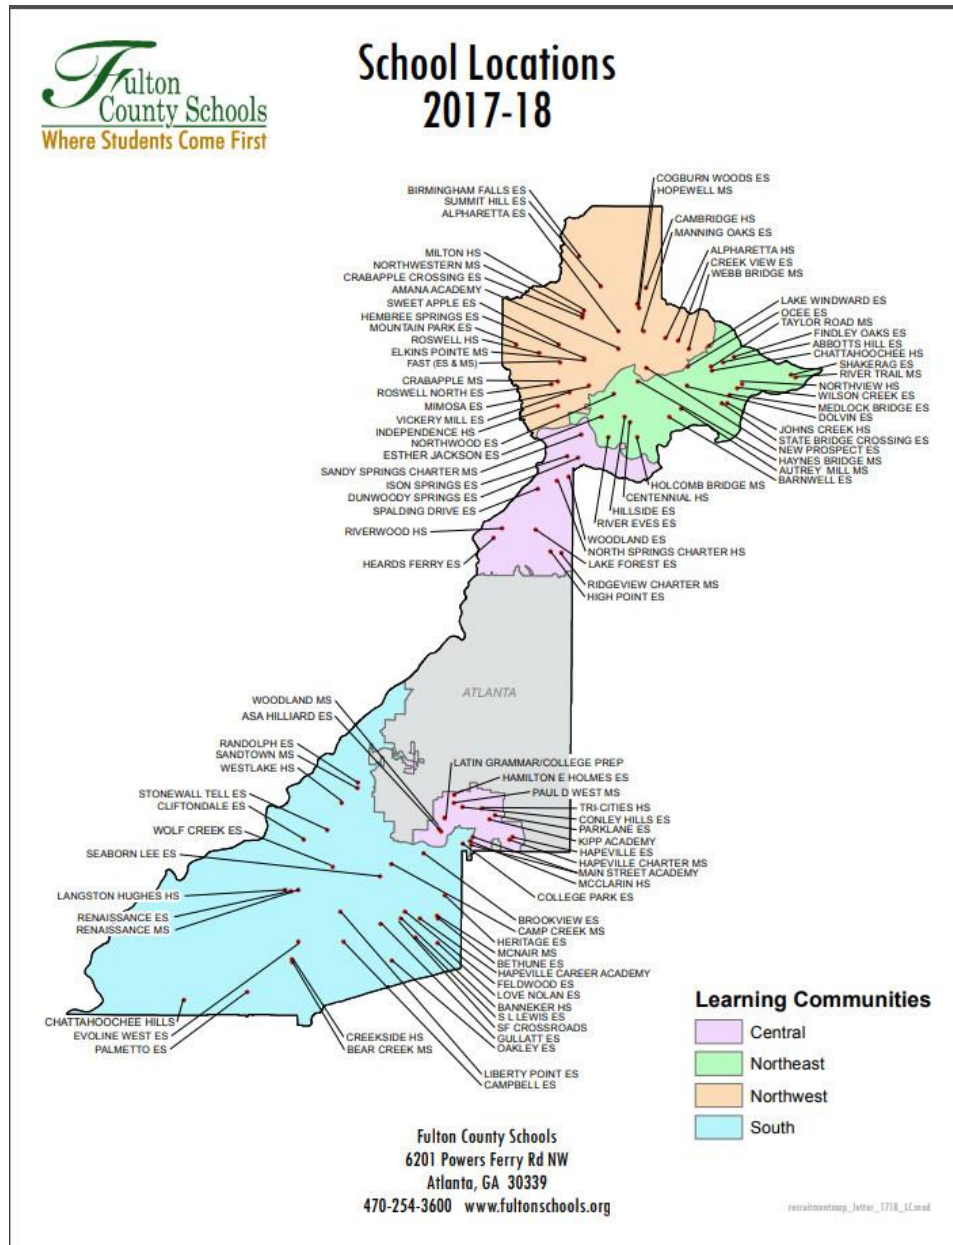 Fulton
County Schools
Where Students Come First
School Locations
2017-18
COGBURN WOODS ES
HOPEWELL MS
BIRMINGHAM FALLS ES
SUMMIT HILL ES
ALPHARETTA ES
CAMBRIDGE HS
MANNING OAKS ES
MILTON HS
NORTHWESTERN MS
CRABAPPLE CROSSING ES
AMANA ACADEMY
SWEET APPLE ES
HEMBREE SPRINGS ES
MOUNTAIN PARK ES
ROSWELL HS
ELKINS POINTE MS
FAST (ES & MS)
CRABAPPLE MS
ROSWELL NORTH ES
MIMOSA ES
VICKERY MILL ES
INDEPENDENCE HS
NORTHWOOD ES
ESTHER JACKSON ES
SANDY SPRINGS CHARTER MS
ISON SPRINGS ES
DUNWOODY SPRINGS ES
SPALDING DRIVE ES
RIVERWOOD HS
HEARDS FERRY ES
ALPHARETTA HS
CREEK VIEW ES
WEBB BRIDGE MS
LAKE WINDWARD ES
OCEE ES
TAYLOR ROAD MS
FINDLEY OAKS ES
ABBOTTS HILL ES
CHATTAHOOCHEE HS
SHAKERAG ES
RIVER TRAIL MS
NORTHVIEW HS
WILSON CREEK ES
MEDLOCK BRIDGE ES
DOLVIN ES
JOHNS CREEK HS
STATE BRIDGE CROSSING ES
NEW PROSPECT ES
HAYNES BRIDGE MS
AUTREY MILL MS
BARNWELL ES
HOLCOMB BRIDGE MS
CENTENNIAL HS
HILLSIDE ES
RIVER EVES ES
WOODLAND ES
NORTH SPRINGS CHARTER HS
LAKE FOREST ES
RIDGEVIEW CHARTER MS
HIGH POINT ES
ATLANTA
WOODLAND MS
ASA HILLIARD ES
RANDOLPH ES
SANDTOWN MS
WESTLAKE HS
STONEWALL TELL ES
CLIFTONDALE ES
WOLF CREEK ES
SEABORN LEE ES
LANGSTON HUGHES HS
RENAISSANCE ES
RENAISSANCE MS
CHATTAHOOCHEE HILLS
EVOLINE WEST ES
PALMETTO ES
LATIN GRAMMAR/COLLEGE PREP
HAMILTON E HOLMES ES
PAUL D WEST MS
TRI-CITIES HS
CONLEY HILLS ES
PARKLANE ES
KIPP ACADEMY
HAPEVILLE ES
HAPEVILLE CHARTER MS
MAIN STREET ACADEMY
MCCLARIN HS
COLLEGE PARK ES
BROOKVIEW ES
CAMP CREEK MS
HERITAGE ES
MCNAIR MS
BETHUNE ES
HAPEVILLE CAREER ACADEMY
FELDWOOD ES
LOVE NOLAN ES
BANNEKER HS
S L LEWIS ES
SF CROSSROADS
GULLATT ES
OAKLEY ES
CREEKSIDE HS
BEAR CREEK MS
LIBERTY POINT ES
CAMPBELL ES
Learning Communities
Central
Northeast
Northwest
South
Fulton County Schools
6201 Powers Ferry Rd NW
Atlanta, GA 30339
470-254-3600 www.fultonschools.org